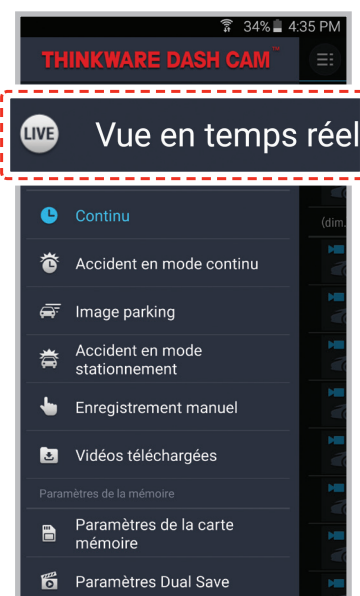 34% 4:35 PM
THINKWARE DASH CAM™
LIVE Vue en temps réel
Continu
(dim.
Accident en mode continu
Image parking
Accident en mode
stationnement
Enregistrement manuel
Vidéos téléchargées
Paramètres de la mémoire
Paramètres de la carte
mémoire
Paramètres Dual Save